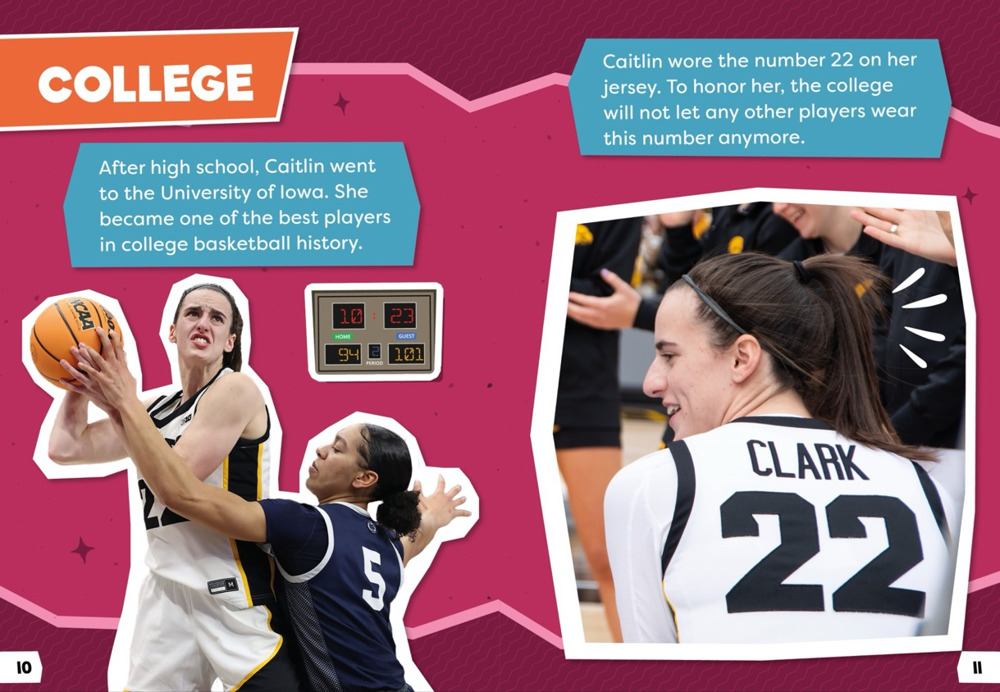 COLLEGE
After high school, Caitlin went
to the University of Iowa. She
became one of the best players
in college basketball history.
Caitlin wore the number 22 on her
jersey. To honor her, the college
will not let any other players wear
this number anymore.
NCAA
10 : 23
HOME
GUEST
94
2
101
PERIOD
22
M
5
CLARK
22
10
11